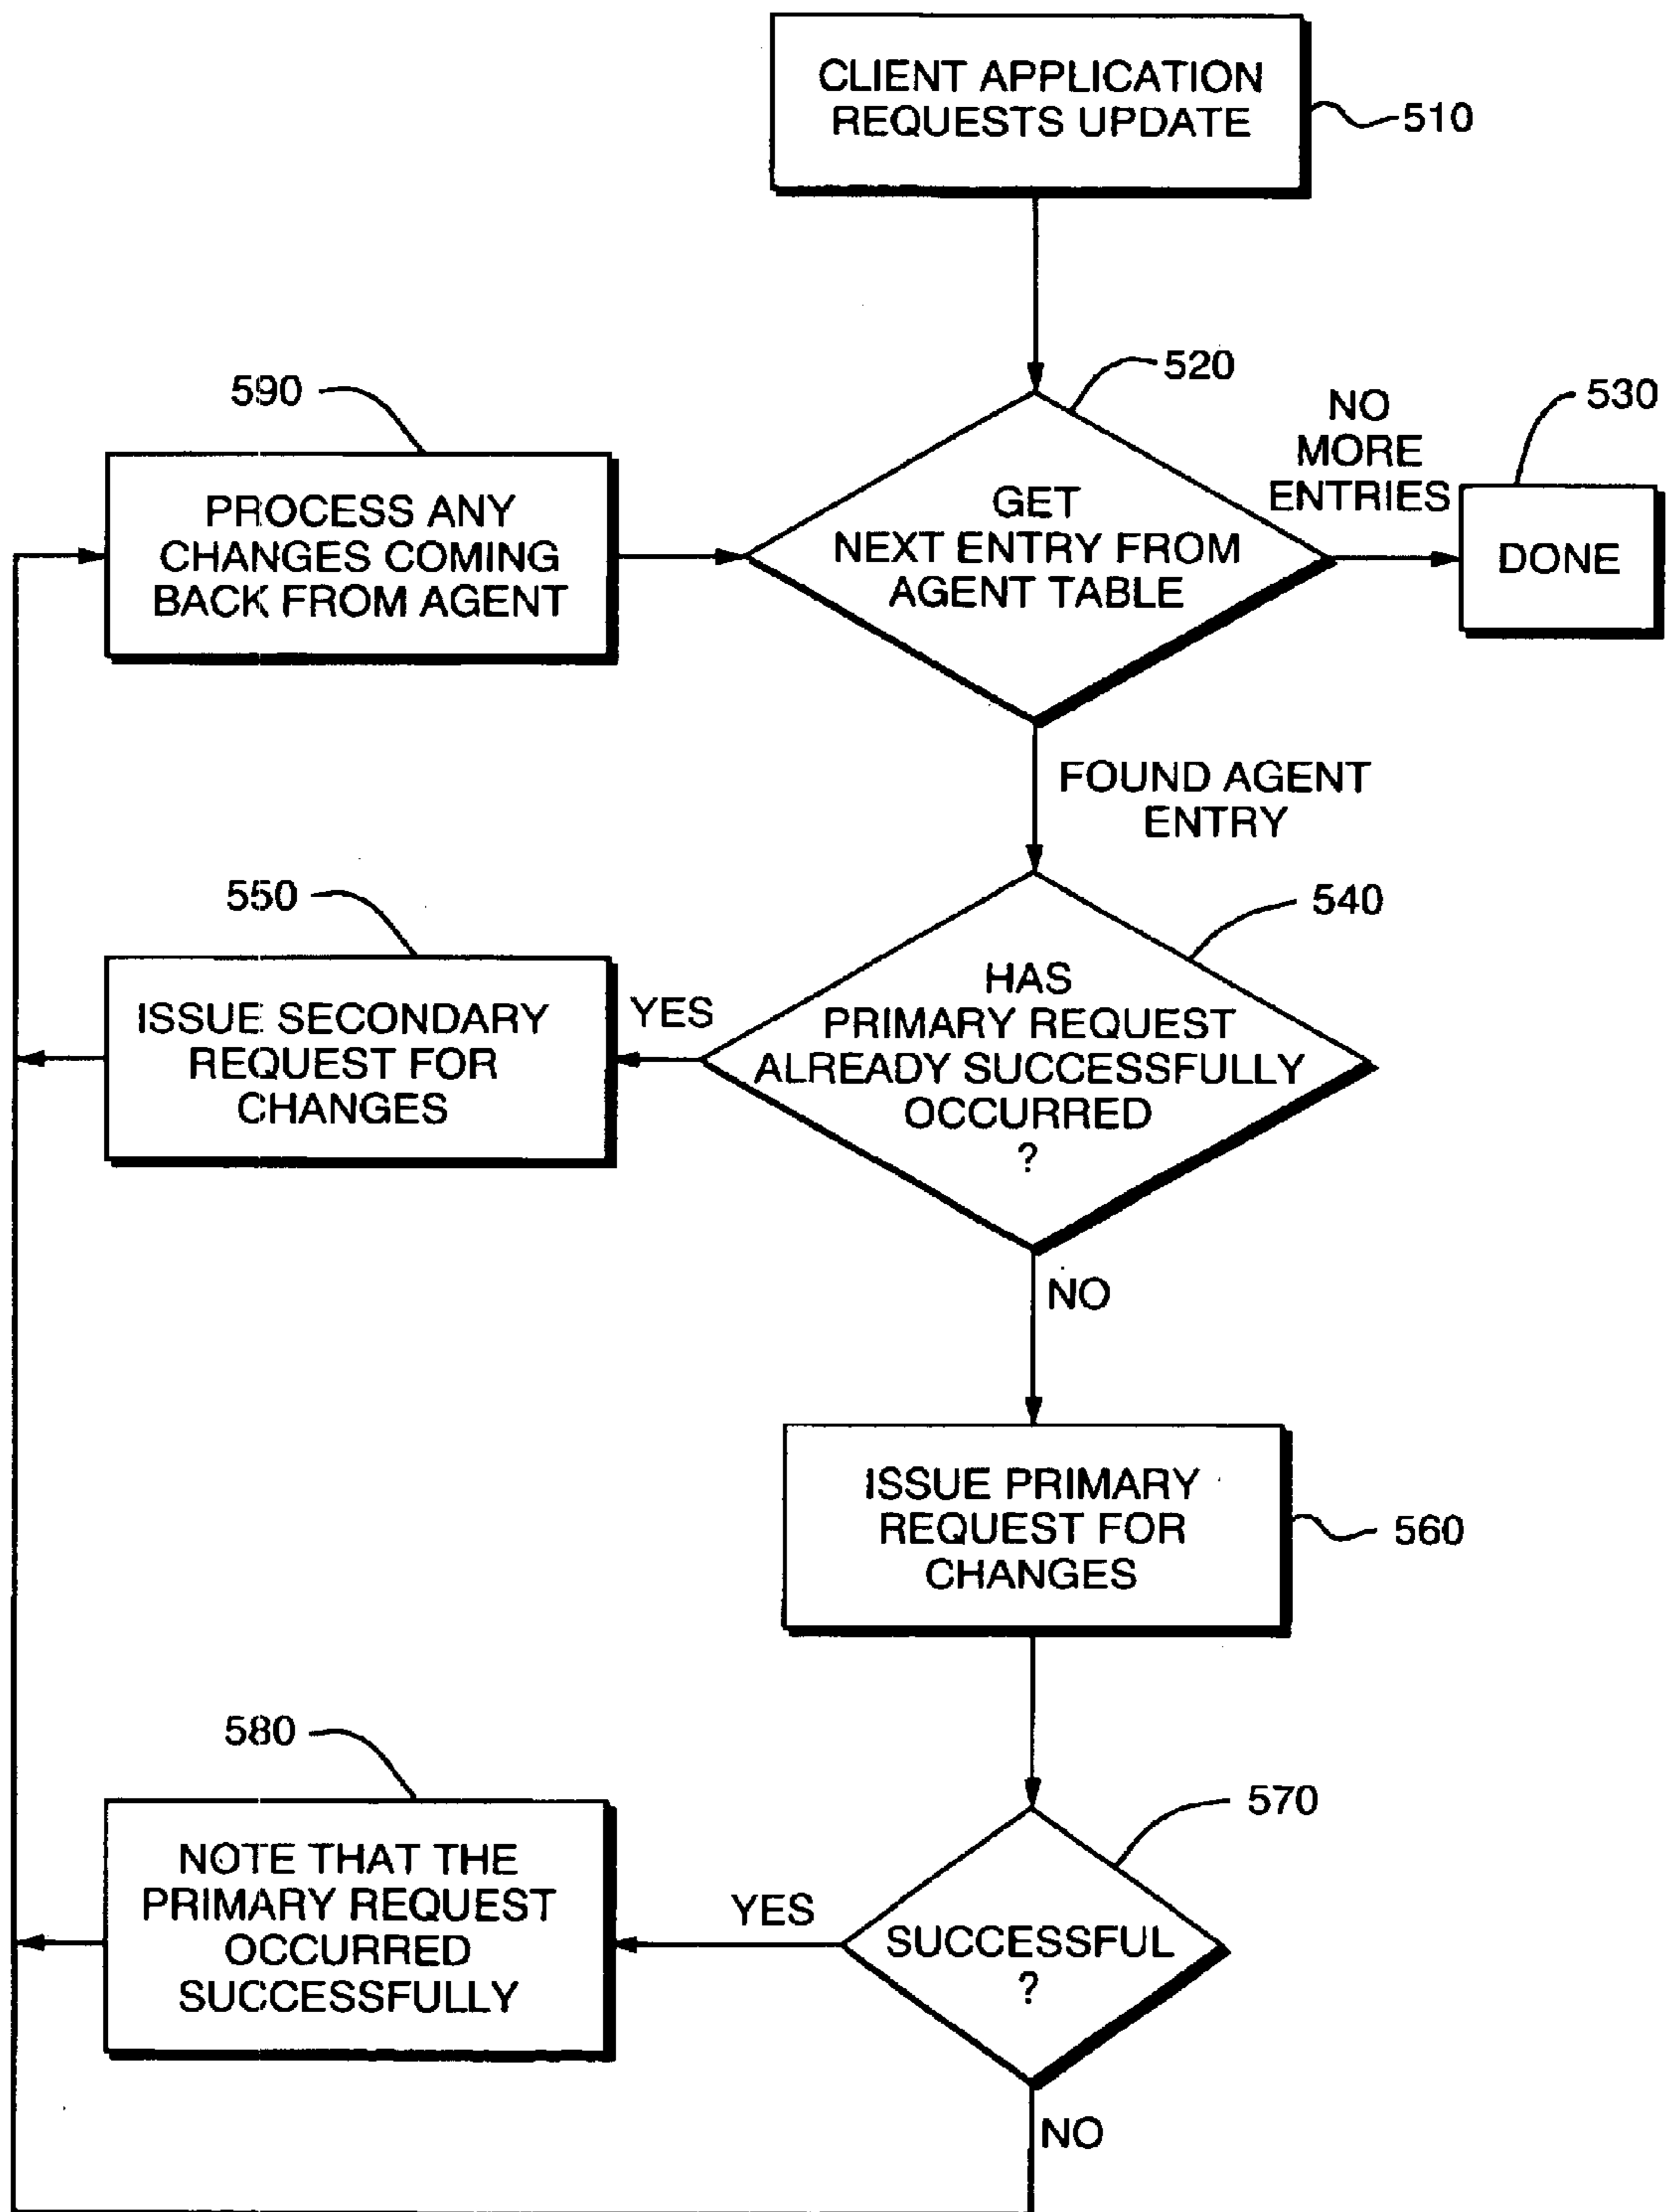 CLIENT APPLICATION
REQUESTS UPDATE
510
520
590
NO
MORE
ENTRIES
530
PROCESS ANY
CHANGES COMING
BACK FROM AGENT
GET
NEXT ENTRY FROM
AGENT TABLE
DONE
FOUND AGENT
ENTRY
550
540
ISSUE SECONDARY
REQUEST FOR
CHANGES
YES
HAS
PRIMARY REQUEST
ALREADY SUCCESSFULLY
OCCURRED
?
NO
ISSUE PRIMARY
REQUEST FOR
CHANGES
560
580
570
NOTE THAT THE
PRIMARY REQUEST
OCCURRED
SUCCESSFULLY
YES
SUCCESSFUL
?
NO